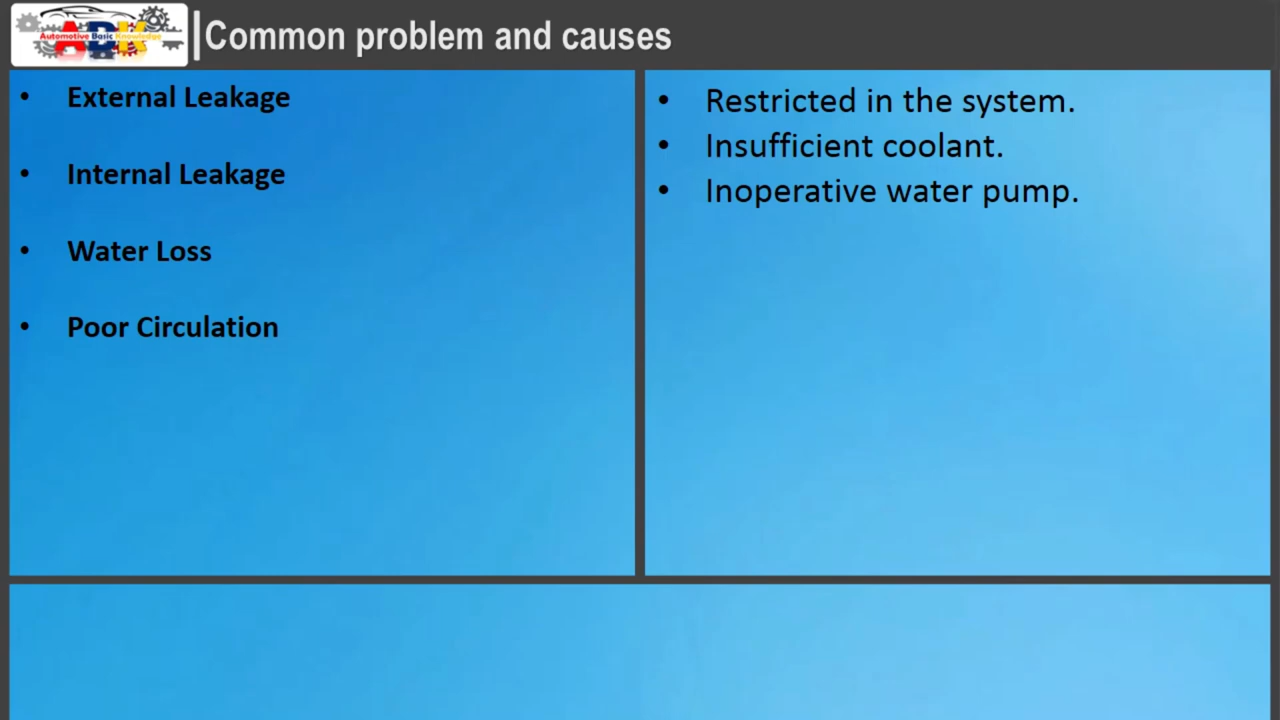 Automotive Basic Knowledge
ABK
Common problem and causes
• External Leakage
• Internal Leakage
• Water Loss
• Poor Circulation
• Restricted in the system.
• Insufficient coolant.
• Inoperative water pump.